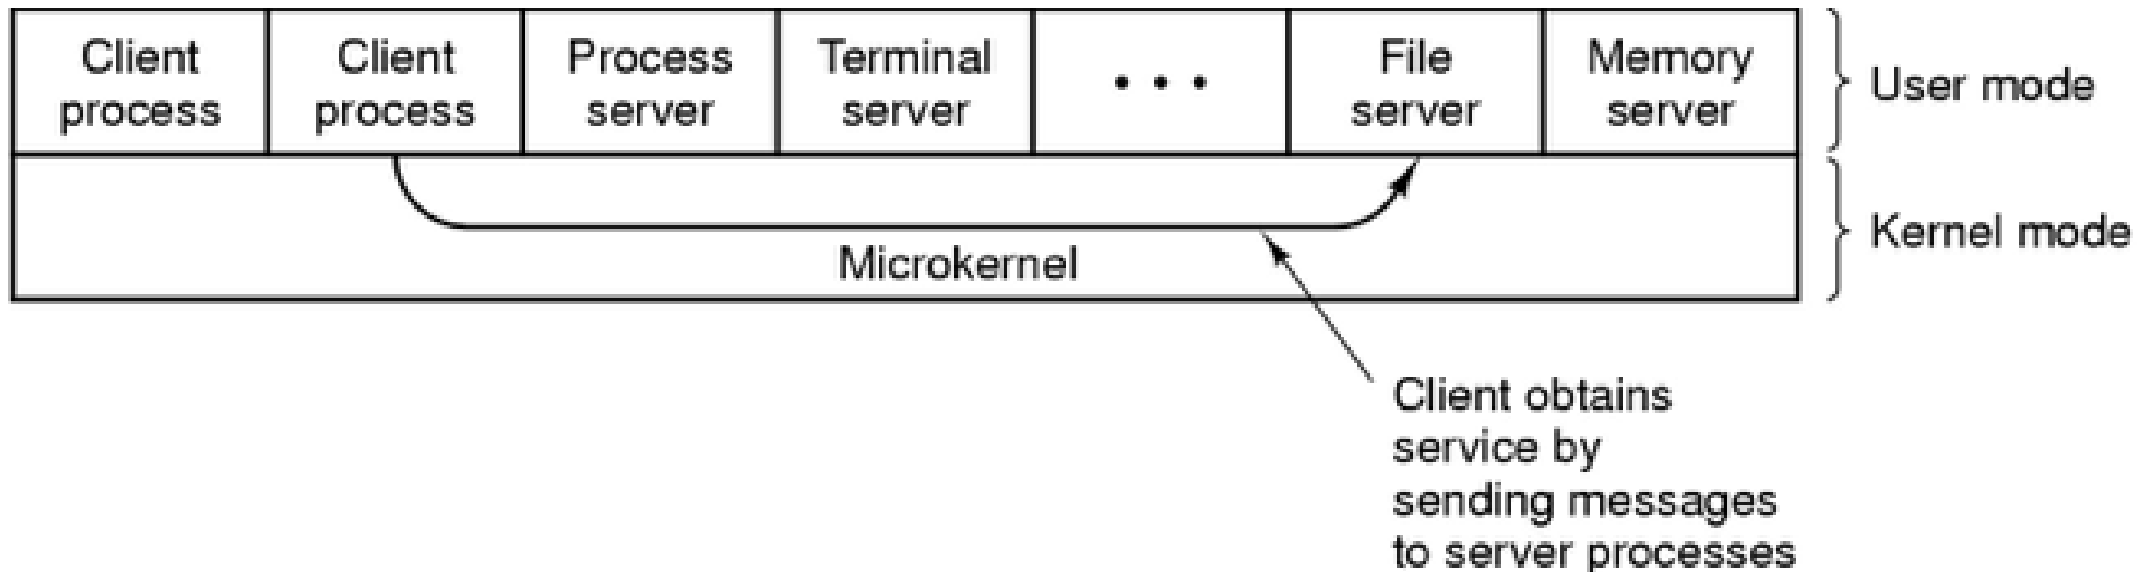 Client
process
Client
process
Process
server
Terminal
server
• • •
File
server
Memory
server
User mode
Microkernel
Kernel mode
Client obtains
service by
sending messages
to server processes